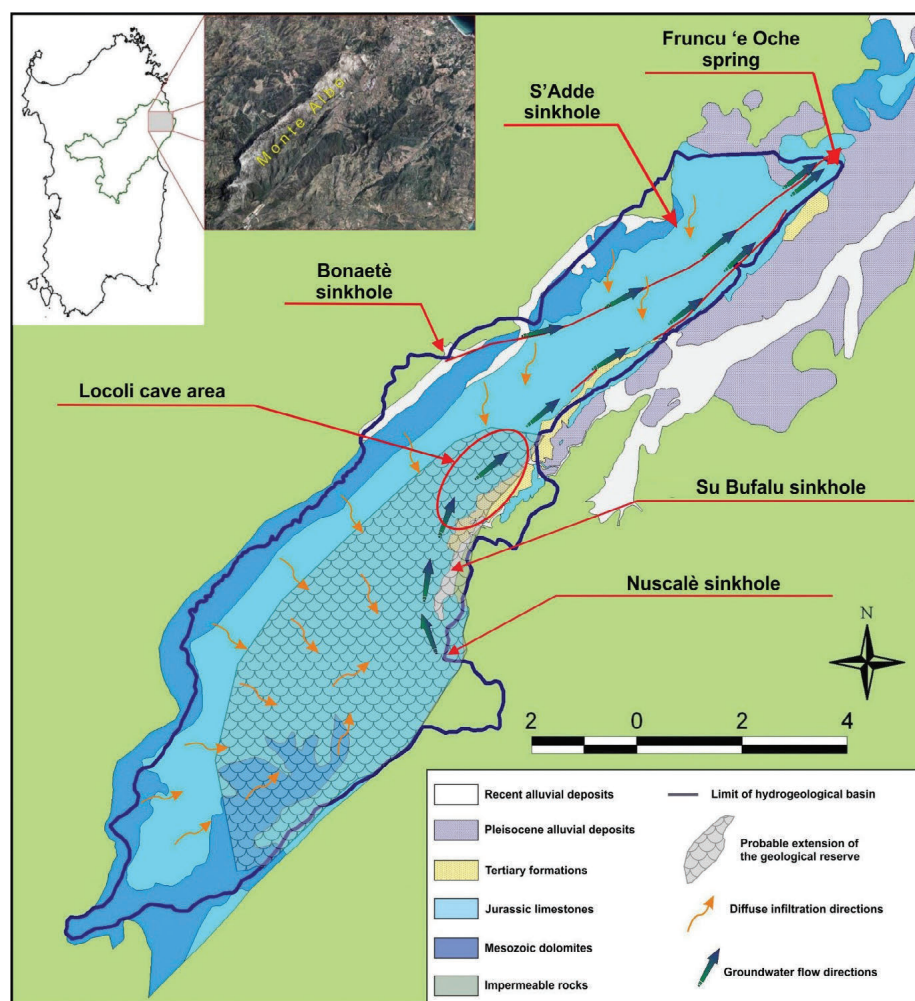 Monte Albo
Fruncu ‘e Oche
spring
S’Adde
sinkhole
Bonaetè
sinkhole
Locoli cave area
Su Bufalu sinkhole
Nuscalè sinkhole
N
2 0 2 4
Recent alluvial deposits
Pleisocene alluvial deposits
Tertiary formations
Jurassic limestones
Mesozoic dolomites
Impermeable rocks
Limit of hydrogeological basin
Probable extension of
the geological reserve
Diffuse infiltration directions
Groundwater flow directions